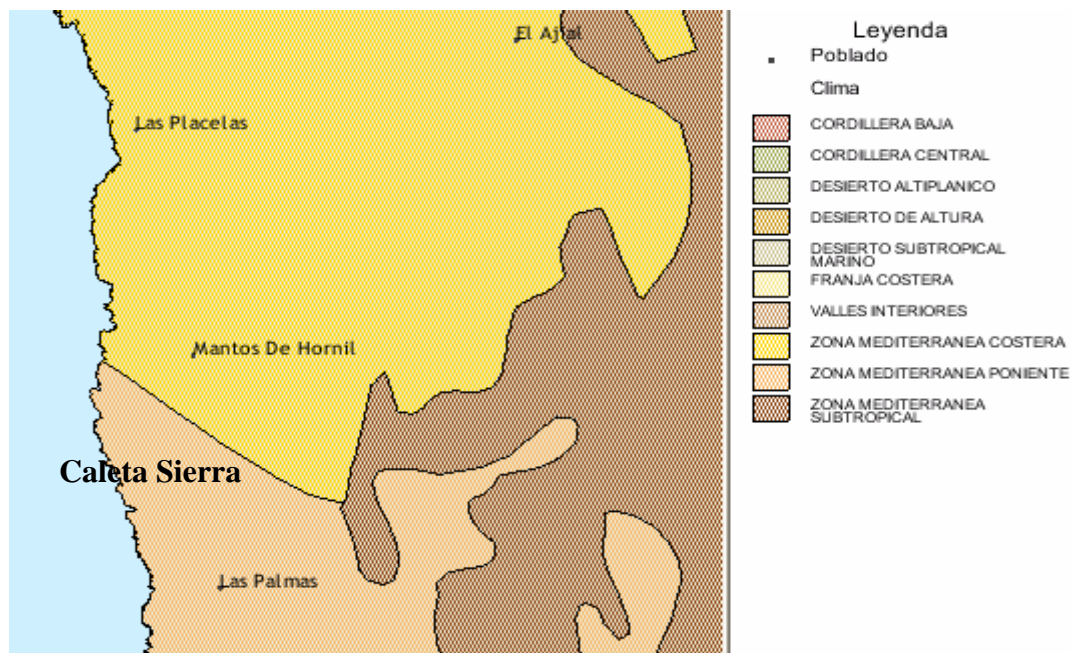 El Ajial
Las Placelas
Mantos De Hornil
Caleta Sierra
Las Palmas
Leyenda
Poblado
Clima
CORDILLERA BAJA
CORDILLERA CENTRAL
DESIERTO ALTIPLANICO
DESIERTO DE ALTURA
DESIERTO SUBTROPICAL
MARINO
FRANJA COSTERA
VALLES INTERIORES
ZONA MEDITERRANEA COSTERA
ZONA MEDITERRANEA PONIENTE
ZONA MEDITERRANEA
SUBTROPICAL